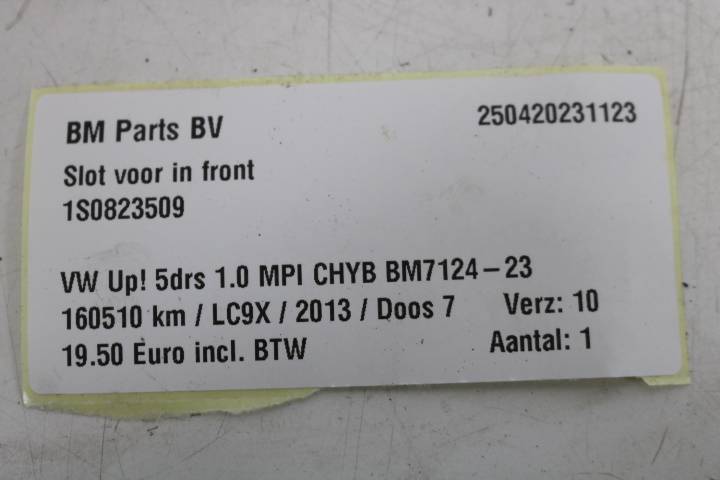 BM Parts BV 250420231123
Slot voor in front
1S0823509
VW Up! 5drs 1.0 MPI CHYB BM7124-23
160510 km / LC9X / 2013 / Doos 7 Verz: 10
19.50 Euro incl. BTW Aantal: 1